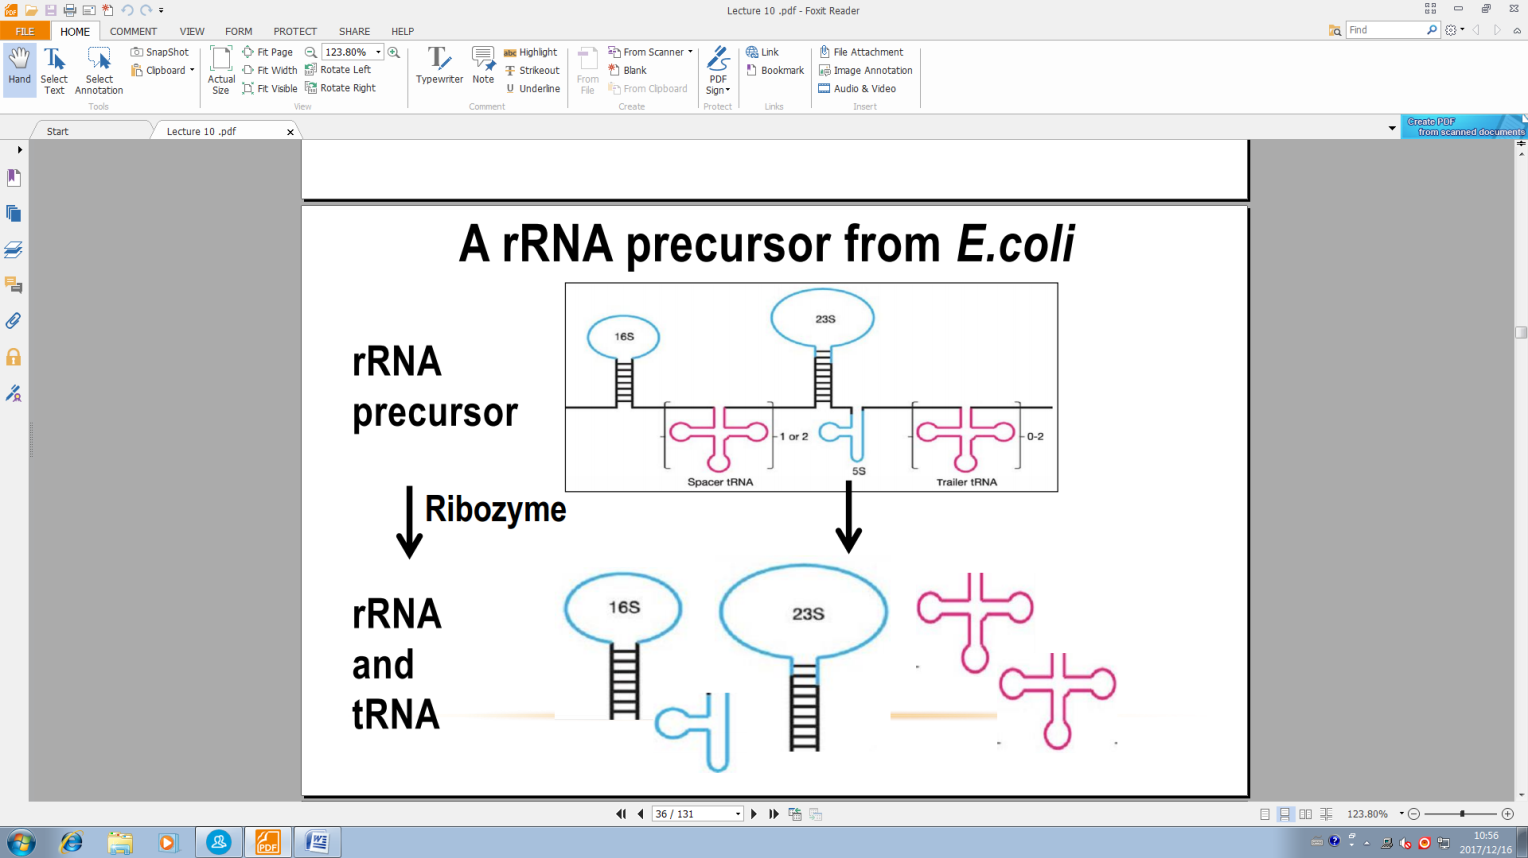 Lecture 10 .pdf - Foxit Reader
FILE HOME COMMENT VIEW FORM PROTECT SHARE HELP
Find
Hand
Select Text
Select Annotation
SnapShot
Clipboard
Tools
Actual Size
Fit Page
Fit Width
Fit Visible
123.80%
Rotate Left
Rotate Right
View
Typewriter
Note
Highlight
Strikeout
Underline
Comment
From File
From Scanner
Blank
From Clipboard
Create
PDF Sign
Protect
Link
Bookmark
Links
File Attachment
Image Annotation
Audio & Video
Insert
Start
Lecture 10 .pdf
Create PDF
from scanned documents
A rRNA precursor from E.coli
rRNA
precursor
16S
23S
1 or 2
5S
0-2
Spacer tRNA
Trailer tRNA
Ribozyme
rRNA
and
tRNA
16S
23S
36 / 131
123.80%
PDF
10:56
2017/12/16